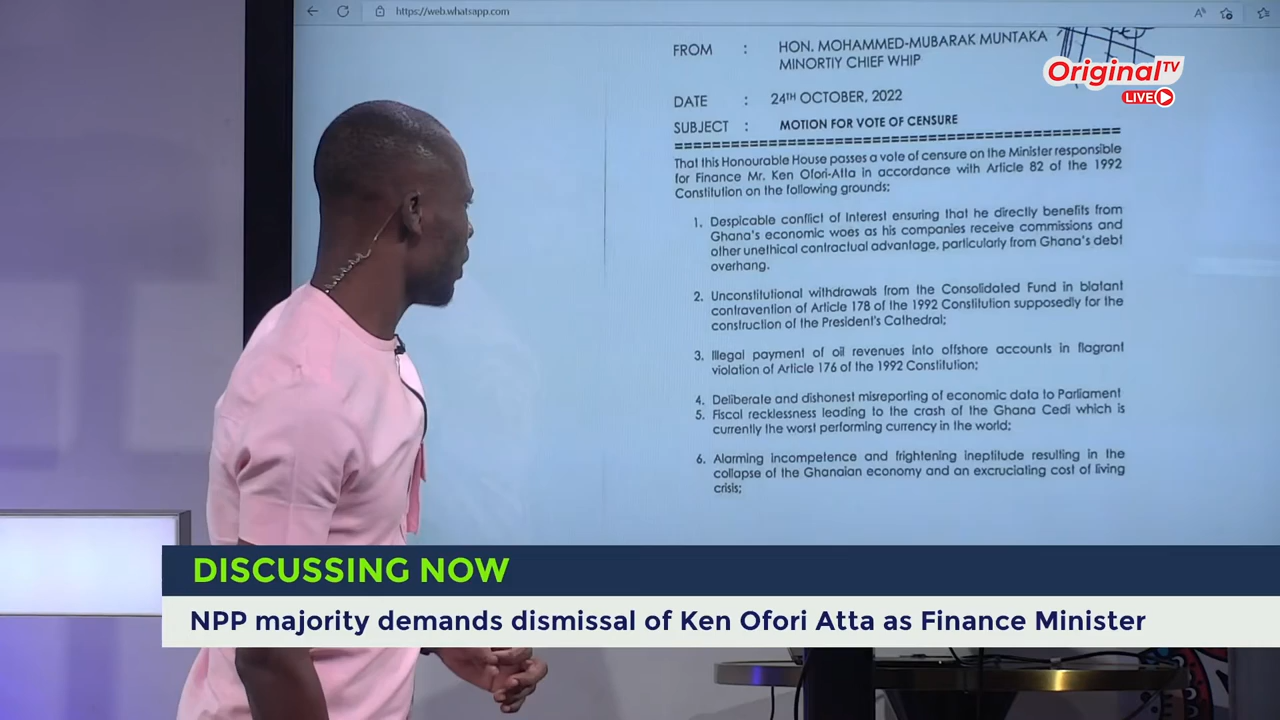 https://web.whatsapp.com
FROM : HON. MOHAMMED-MUBARAK MUNTAKA
MINORTIY CHIEF WHIP
Original TV
LIVE
DATE : 24TH OCTOBER, 2022
SUBJECT : MOTION FOR VOTE OF CENSURE
That this Honourable House passes a vote of censure on the Minister responsible
for Finance Mr. Ken Ofori-Atta in accordance with Article 82 of the 1992
Constitution on the following grounds:
1. Despicable conflict of Interest ensuring that he directly benefits from
Ghana's economic woes as his companies receive commissions and
other unethical contractual advantage, particularly from Ghana's debt
overhang.
2. Unconstitutional withdrawals from the Consolidated Fund in blatant
contravention of Article 178 of the 1992 Constitution supposedly for the
construction of the President's Cathedral;
3. Illegal payment of oil revenues into offshore accounts in flagrant
violation of Article 176 of the 1992 Constitution;
4. Deliberate and dishonest misreporting of economic data to Parliament
5. Fiscal recklessness leading to the crash of the Ghana Cedi which is
currently the worst performing currency in the world;
6. Alarming incompetence and frightening ineptitude resulting in the
collapse of the Ghanaian economy and an excruciating cost of living
crisis;
DISCUSSING NOW
NPP majority demands dismissal of Ken Ofori Atta as Finance Minister